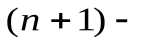 (n + 1) −